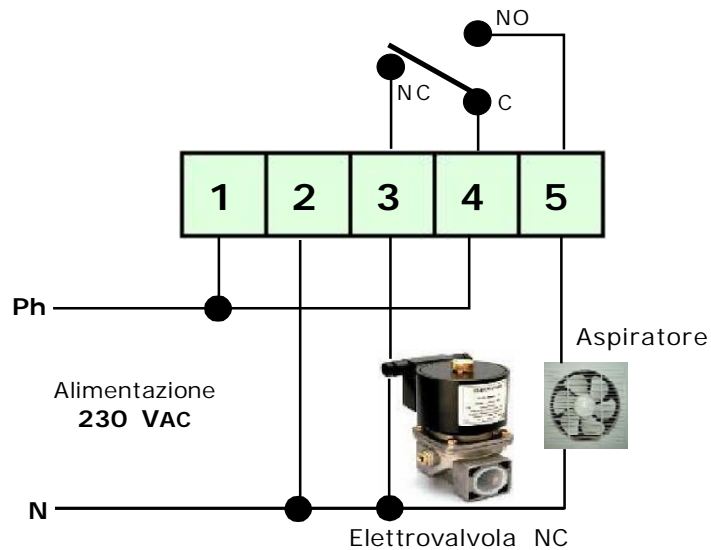 NO
NC
C
1 2 3 4 5
Ph
Aspiratore
Alimentazione
230 VAC
N
Elettrovalvola NC